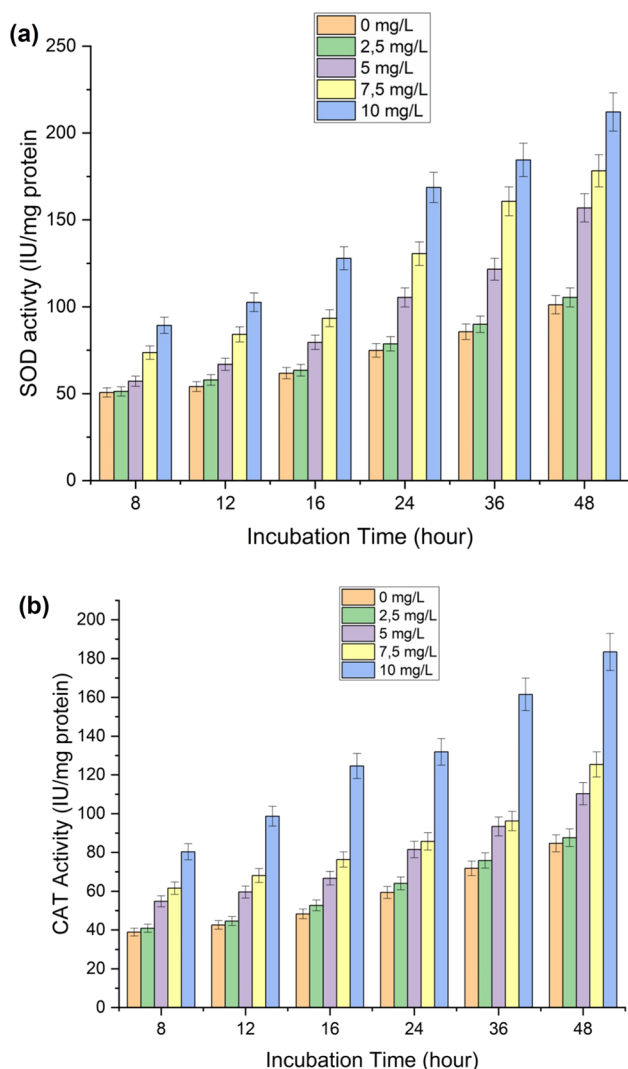 (a)
0 mg/L
2,5 mg/L
5 mg/L
7,5 mg/L
10 mg/L
250
200
150
100
50
0
SOD activty (IU/mg protein)
8 12 16 24 36 48
Incubation Time (hour)
(b)
0 mg/L
2,5 mg/L
5 mg/L
7,5 mg/L
10 mg/L
200
180
160
140
120
100
80
60
40
20
0
CAT Activity (IU/mg protein)
8 12 16 24 36 48
Incubation Time (hour)